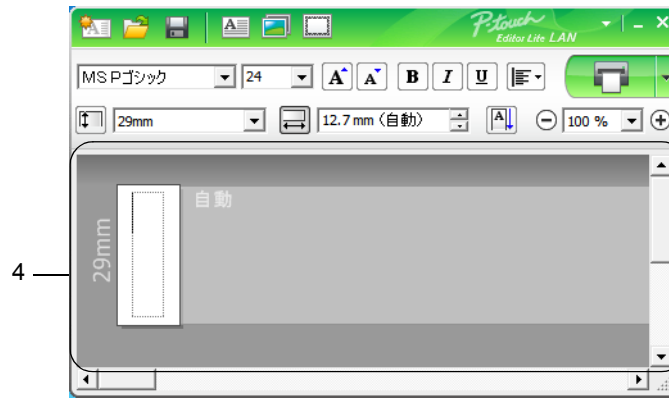 P-touch
Editor Lite LAN
MS Pゴシック 24 A A B I U
29mm 12.7 mm (自動) A 100 %
自動
29mm
4